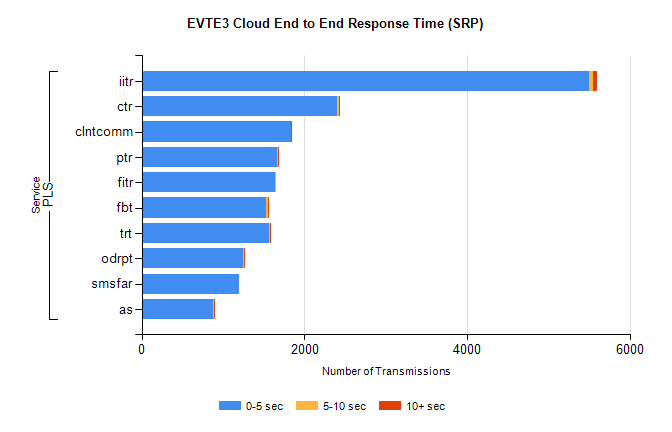 EVTE3 Cloud End to End Response Time (SRP)
Service
PLS
iitr
ctr
clntcomm
ptr
fitr
fbt
trt
odrpt
smsfar
as
0 2000 4000 6000
Number of Transmissions
0-5 sec 5-10 sec 10+ sec